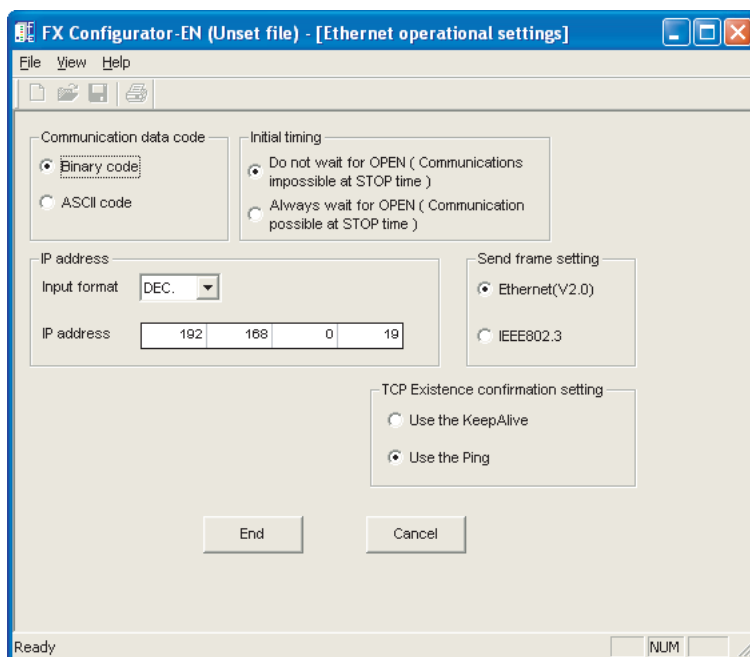 FX Configurator-EN (Unset file) - [Ethernet operational settings]
File View Help
Communication data code
Binary code
ASCII code
Initial timing
Do not wait for OPEN ( Communications
impossible at STOP time )
Always wait for OPEN ( Communication
possible at STOP time )
IP address
Input format DEC.
IP address 192 168 0 19
Send frame setting
Ethernet(V2.0)
IEEE802.3
TCP Existence confirmation setting
Use the KeepAlive
Use the Ping
End Cancel
Ready NUM